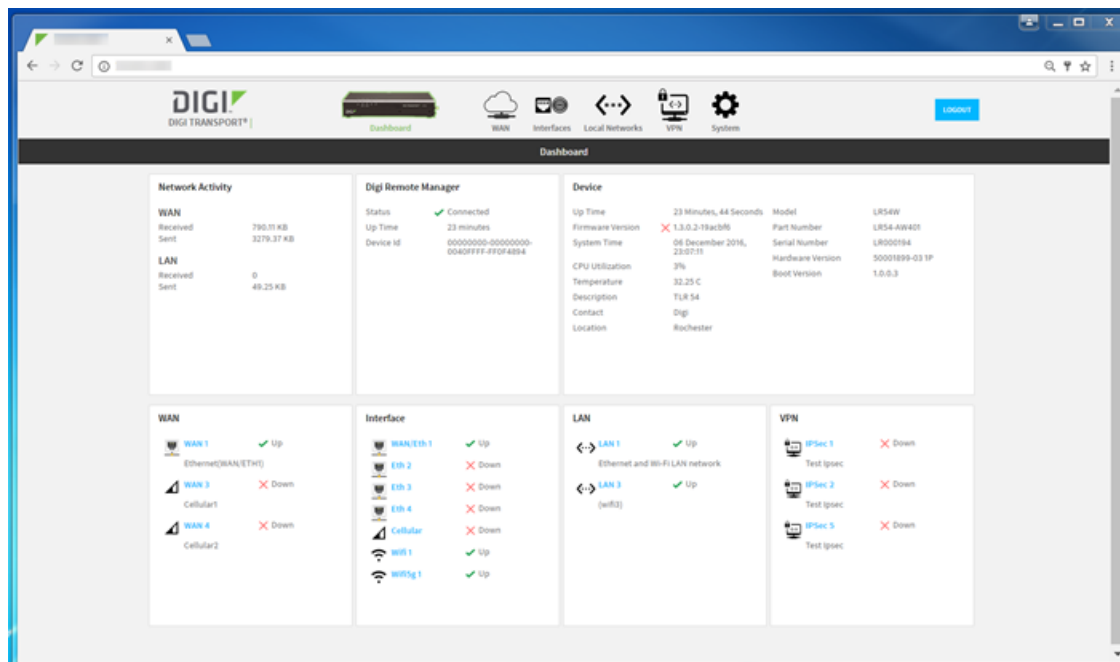 DIGI
DIGI TRANSPORT®
Dashboard
WAN
Interfaces
Local Networks
VPN
System
LOGOUT
Dashboard
Network Activity
WAN
Received 790.11 KB
Sent 3279.37 KB
LAN
Received 0
Sent 49.25 KB
Digi Remote Manager
Status Connected
Up Time 23 minutes
Device Id 00000000-00000000-
0040FFFF-FF0F4894
Device
Up Time 23 Minutes, 44 Seconds
Firmware Version 1.3.0.2-19acbf6
System Time 06 December 2016,
23:07:11
CPU Utilization 3%
Temperature 32.25 C
Description TLR 54
Contact Digi
Location Rochester
Model LR54W
Part Number LR54-AW401
Serial Number LR000194
Hardware Version 50001899-03 1P
Boot Version 1.0.0.3
WAN
WAN 1 Up
Ethernet(WAN/ETH1)
WAN 3 Down
Cellular1
WAN 4 Down
Cellular2
Interface
WAN/Eth 1 Up
Eth 2 Down
Eth 3 Down
Eth 4 Down
Cellular Down
Wifi 1 Up
Wifi5g 1 Up
LAN
LAN 1 Up
Ethernet and Wi-Fi LAN network
LAN 3 Up
(wifi3)
VPN
IPSec 1 Down
Test Ipsec
IPSec 2 Down
Test Ipsec
IPSec 5 Down
Test Ipsec